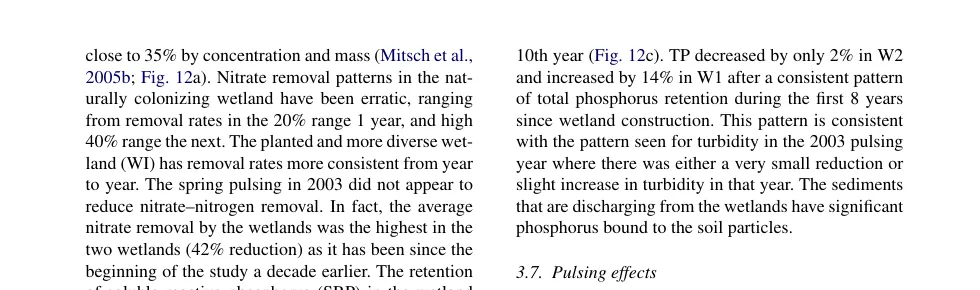 close to 35% by concentration and mass (Mitsch et al.,
2005b; Fig. 12a). Nitrate removal patterns in the nat-
urally colonizing wetland have been erratic, ranging
from removal rates in the 20% range 1 year, and high
40% range the next. The planted and more diverse wet-
land (WI) has removal rates more consistent from year
to year. The spring pulsing in 2003 did not appear to
reduce nitrate–nitrogen removal. In fact, the average
nitrate removal by the wetlands was the highest in the
two wetlands (42% reduction) as it has been since the
beginning of the study a decade earlier. The retention
10th year (Fig. 12c). TP decreased by only 2% in W2
and increased by 14% in W1 after a consistent pattern
of total phosphorus retention during the first 8 years
since wetland construction. This pattern is consistent
with the pattern seen for turbidity in the 2003 pulsing
year where there was either a very small reduction or
slight increase in turbidity in that year. The sediments
that are discharging from the wetlands have significant
phosphorus bound to the soil particles.
3.7. Pulsing effects